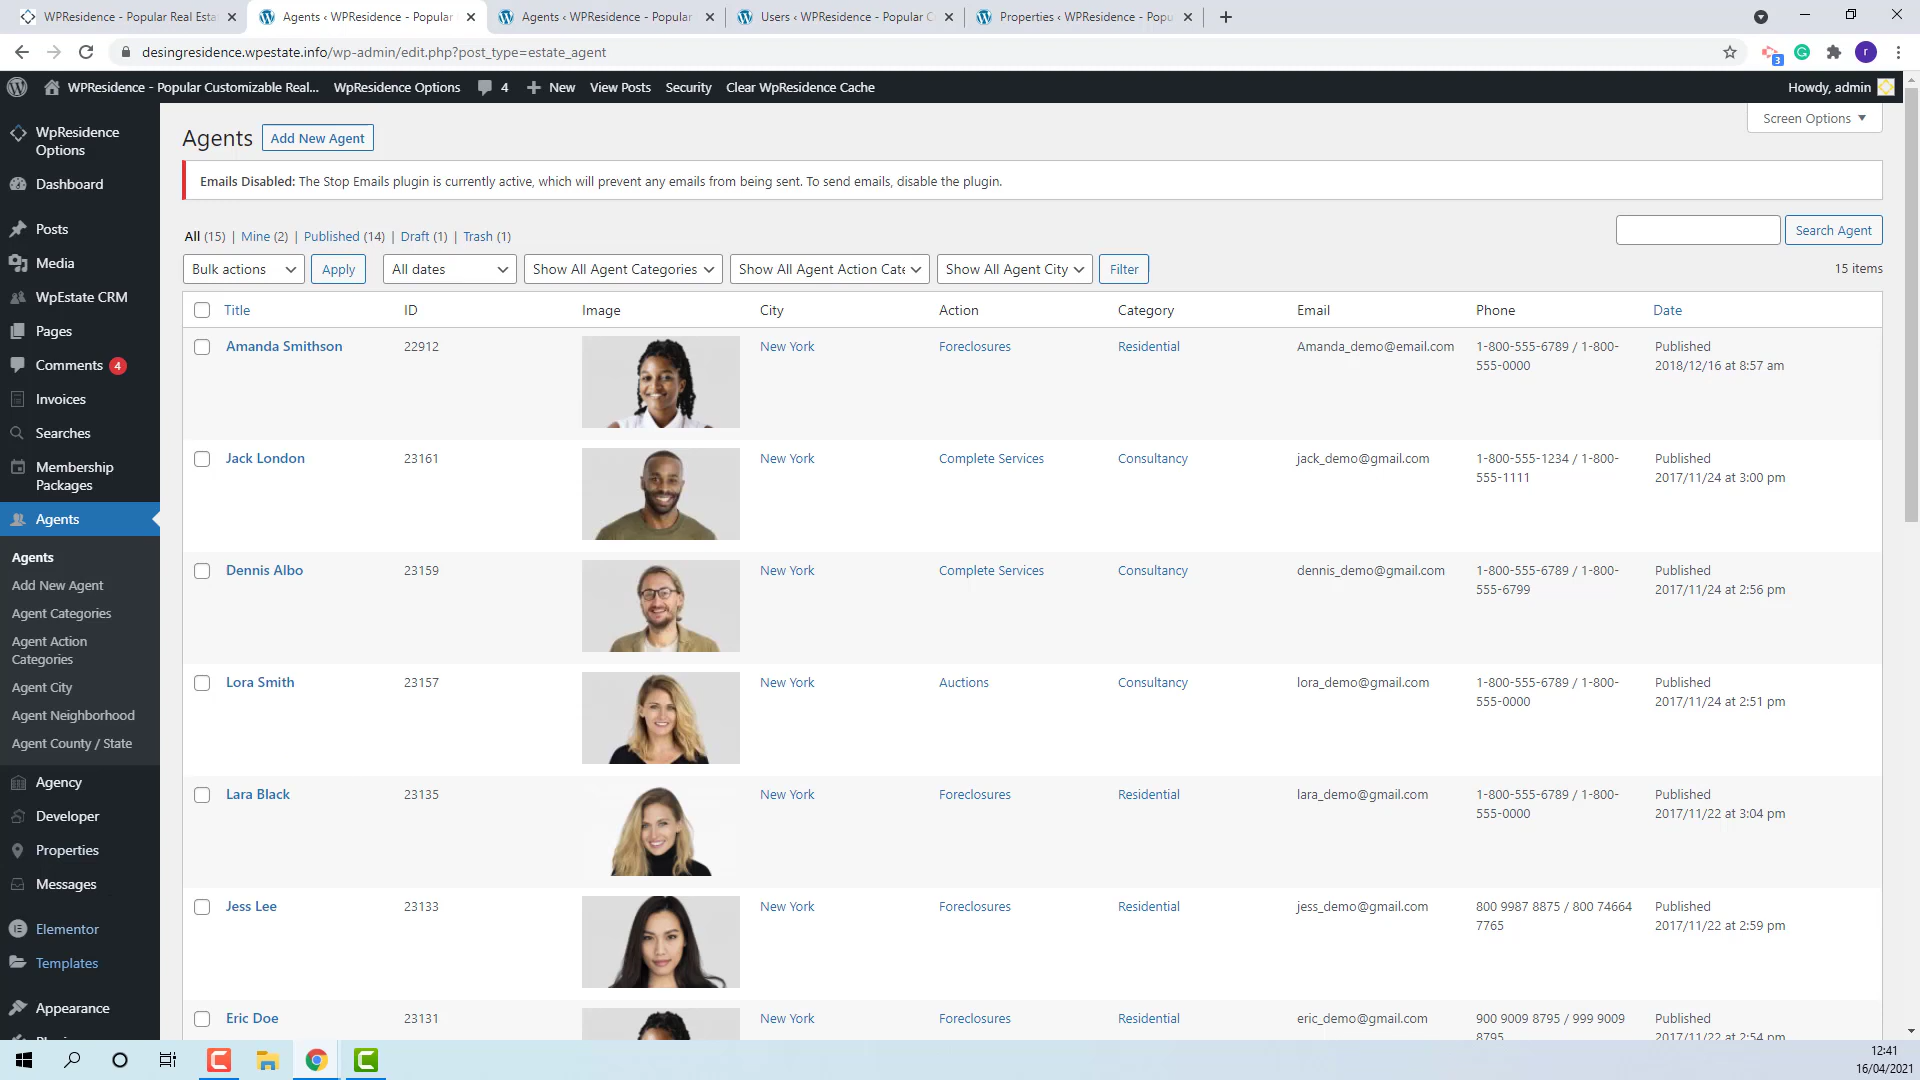 WPResidence - Popular Real Esta
Agents ‹ WPResidence - Popular
Agents ‹ WPResidence - Popular
Users ‹ WPResidence - Popular C
Properties ‹ WPResidence - Popu
desingresidence.wpestate.info/wp-admin/edit.php?post_type=estate_agent
3
r
WPResidence - Popular Customizable Real...
WPResidence Options
4
New
View Posts
Security
Clear WpResidence Cache
Howdy, admin
WpResidence
Options
Dashboard
Posts
Media
WpEstate CRM
Pages
Comments 4
Invoices
Searches
Membership
Packages
Agents
Agents
Add New Agent
Agent Categories
Agent Action
Categories
Agent City
Agent Neighborhood
Agent County / State
Agency
Developer
Properties
Messages
Elementor
Templates
Appearance
Screen Options
Agents
Add New Agent
Emails Disabled: The Stop Emails plugin is currently active, which will prevent any emails from being sent. To send emails, disable the plugin.
All (15) | Mine (2) | Published (14) | Draft (1) | Trash (1)
Search Agent
Bulk actions
Apply
All dates
Show All Agent Categories
Show All Agent Action Cate
Show All Agent City
Filter
15 items
Title ID Image City Action Category Email Phone Date
Amanda Smithson 22912 New York Foreclosures Residential Amanda_demo@email.com 1-800-555-6789 / 1-800- Published
555-0000 2018/12/16 at 8:57 am
Jack London 23161 New York Complete Services Consultancy jack_demo@gmail.com 1-800-555-1234 / 1-800- Published
555-1111 2017/11/24 at 3:00 pm
Dennis Albo 23159 New York Complete Services Consultancy dennis_demo@gmail.com 1-800-555-6789 / 1-800- Published
555-6799 2017/11/24 at 2:56 pm
Lora Smith 23157 New York Auctions Consultancy lora_demo@gmail.com 1-800-555-6789 / 1-800- Published
555-0000 2017/11/24 at 2:51 pm
Lara Black 23135 New York Foreclosures Residential lara_demo@gmail.com 1-800-555-6789 / 1-800- Published
555-0000 2017/11/22 at 3:04 pm
Jess Lee 23133 New York Foreclosures Residential jess_demo@gmail.com 800 9987 8875 / 800 74664 Published
7765 2017/11/22 at 2:59 pm
Eric Doe 23131 New York Foreclosures Residential eric_demo@gmail.com 900 9009 8795 / 999 9009 Published
8795 2017/11/22 at 2:54 pm
12:41
16/04/2021